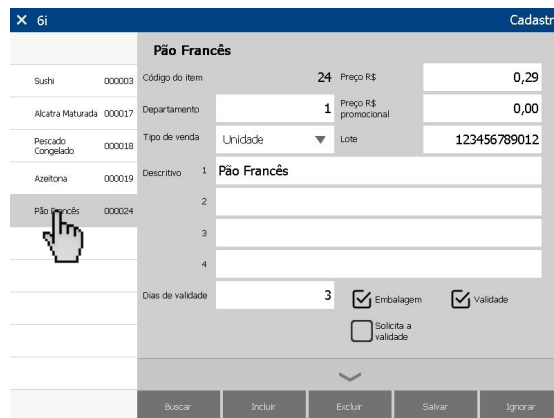 ✕ 6i Cadastr
Pão Francês
Sushi 000003
Alcatra Maturada 000017
Pescado
Congelado 000018
Azeitona 000019
Pão Francês 000024
Código do item 24 Preço R$ 0,29
Departamento 1 Preço R$
promocional 0,00
Tipo de venda Unidade Lote 123456789012
Descritivo 1 Pão Francês
2
3
4
Dias de validade 3 Embalagem Validade
Solicita a
validade
Buscar Incluir Excluir Salvar Ignorar